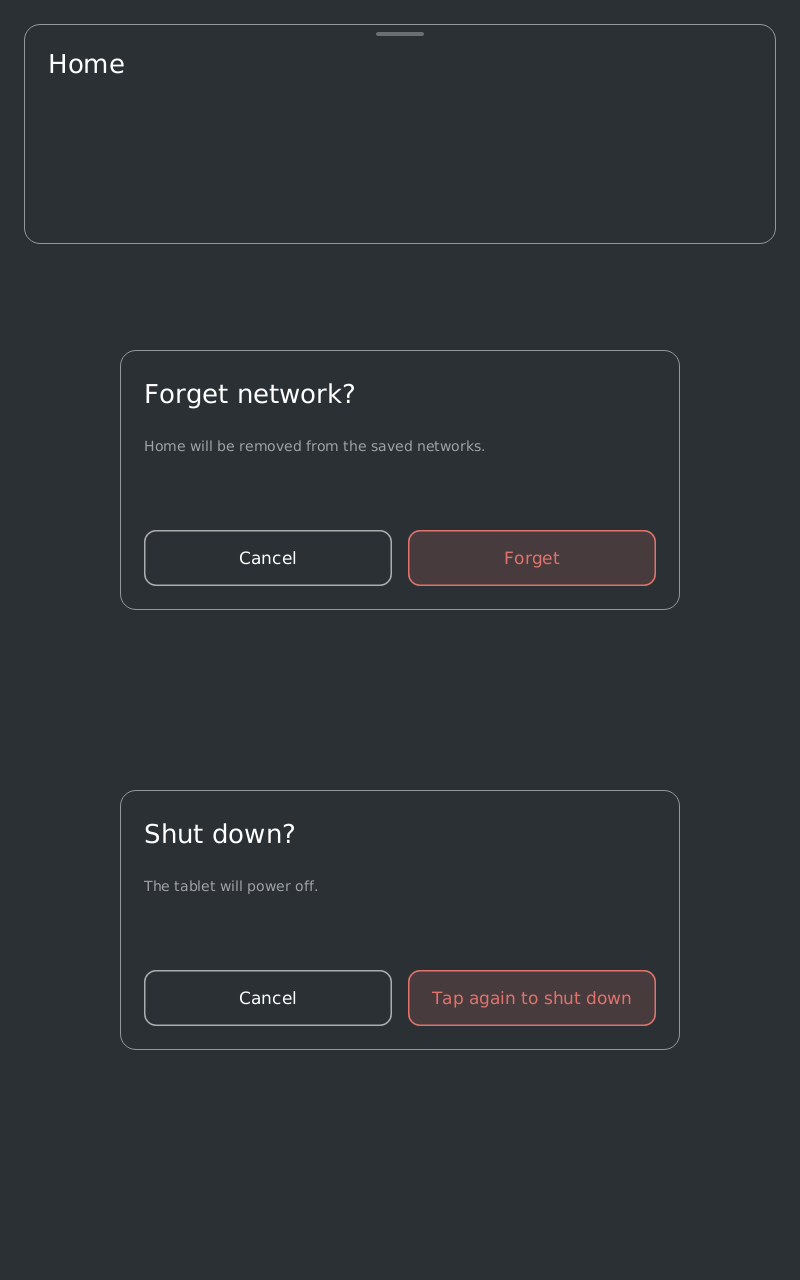 Home
Forget network?
Home will be removed from the saved networks.
Cancel
Forget
Shut down?
The tablet will power off.
Cancel
Tap again to shut down